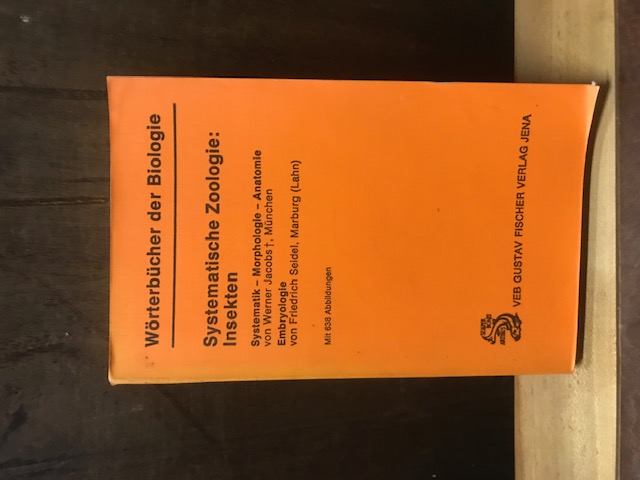 Wörterbücher der Biologie
Systematische Zoologie:
Insekten
Systematik – Morphologie – Anatomie
von Werner Jacobs †, München
Embryologie
von Friedrich Seidel, Marburg (Lahn)
Mit 638 Abbildungen
VEB GUSTAV FISCHER VERLAG JENA